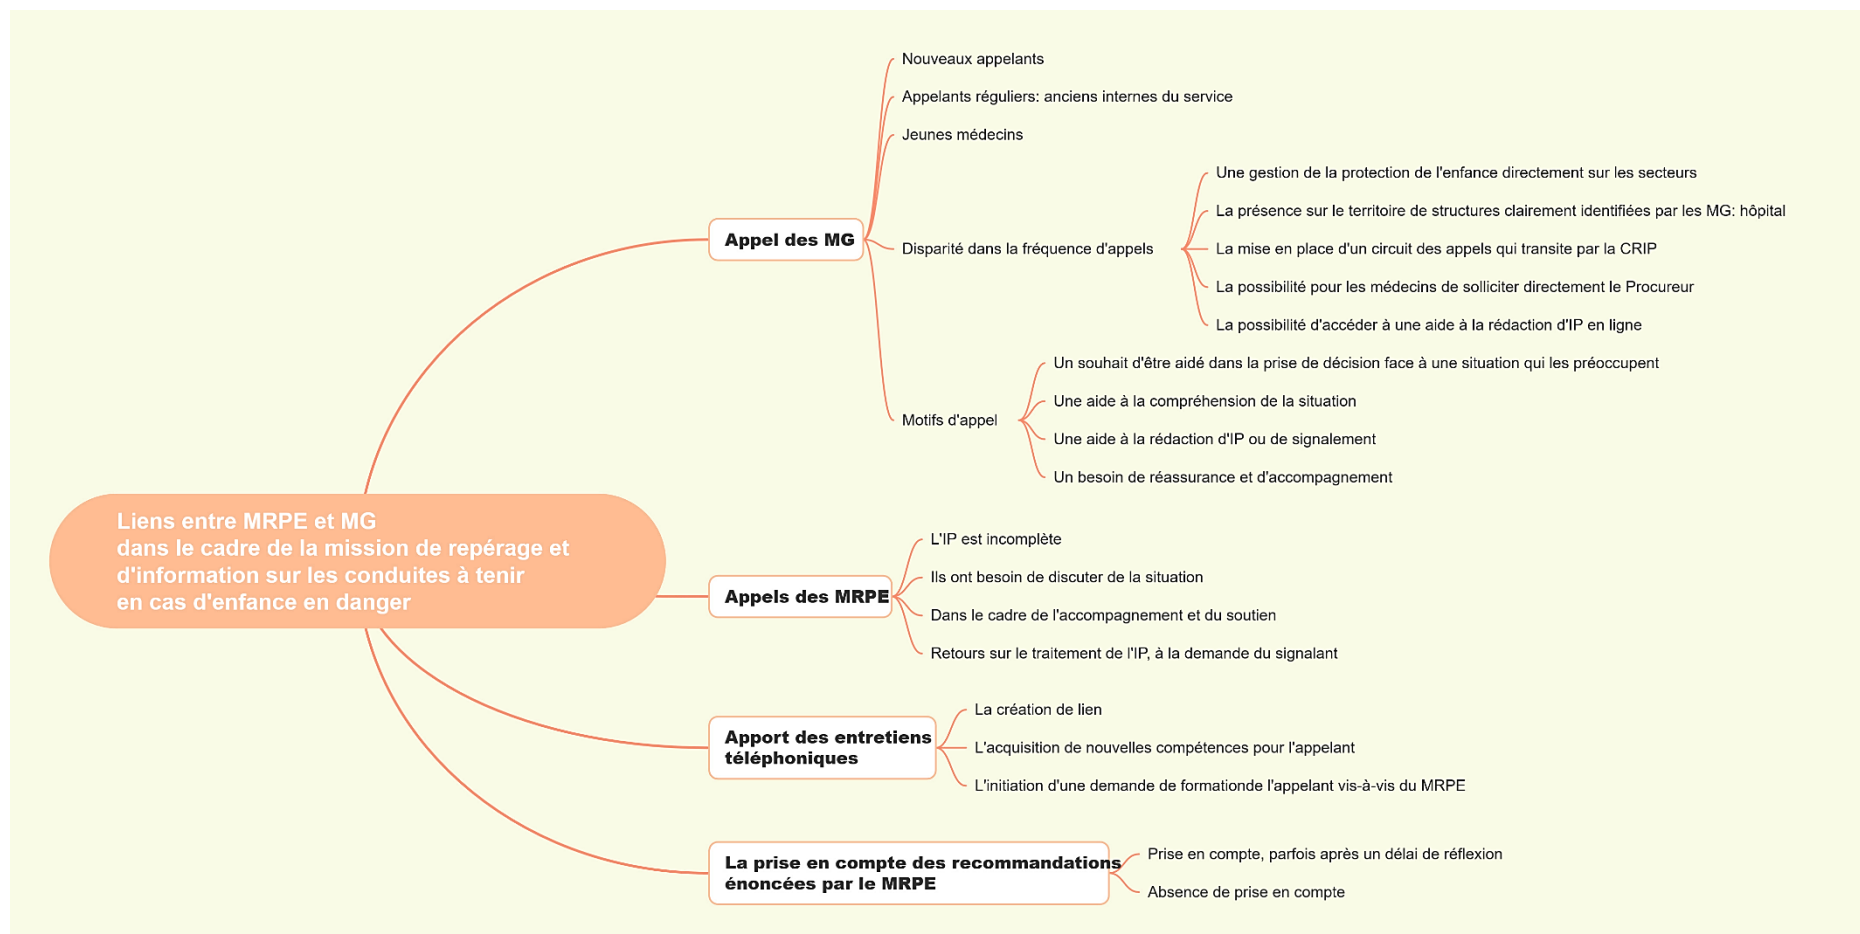 Nouveaux appelants
Appelants réguliers: anciens internes du service
Jeunes médecins
Une gestion de la protection de l'enfance directement sur les secteurs
La présence sur le territoire de structures clairement identifiées par les MG: hôpital
Appel des MG
Disparité dans la fréquence d'appels
La mise en place d'un circuit des appels qui transite par la CRIP
La possibilité pour les médecins de solliciter directement le Procureur
La possibilité d'accéder à une aide à la rédaction d'IP en ligne
Un souhait d'être aidé dans la prise de décision face à une situation qui les préoccupent
Une aide à la compréhension de la situation
Motifs d'appel
Une aide à la rédaction d'IP ou de signalement
Un besoin de réassurance et d'accompagnement
Liens entre MRPE et MG
dans le cadre de la mission de repérage et
d'information sur les conduites à tenir
en cas d'enfance en danger
L'IP est incomplète
Ils ont besoin de discuter de la situation
Appels des MRPE
Dans le cadre de l'accompagnement et du soutien
Retours sur le traitement de l'IP, à la demande du signalant
La création de lien
Apport des entretiens
téléphoniques
L'acquisition de nouvelles compétences pour l'appelant
L'initiation d'une demande de formationde l'appelant vis-à-vis du MRPE
La prise en compte des recommandations
énoncées par le MRPE
Prise en compte, parfois après un délai de réflexion
Absence de prise en compte